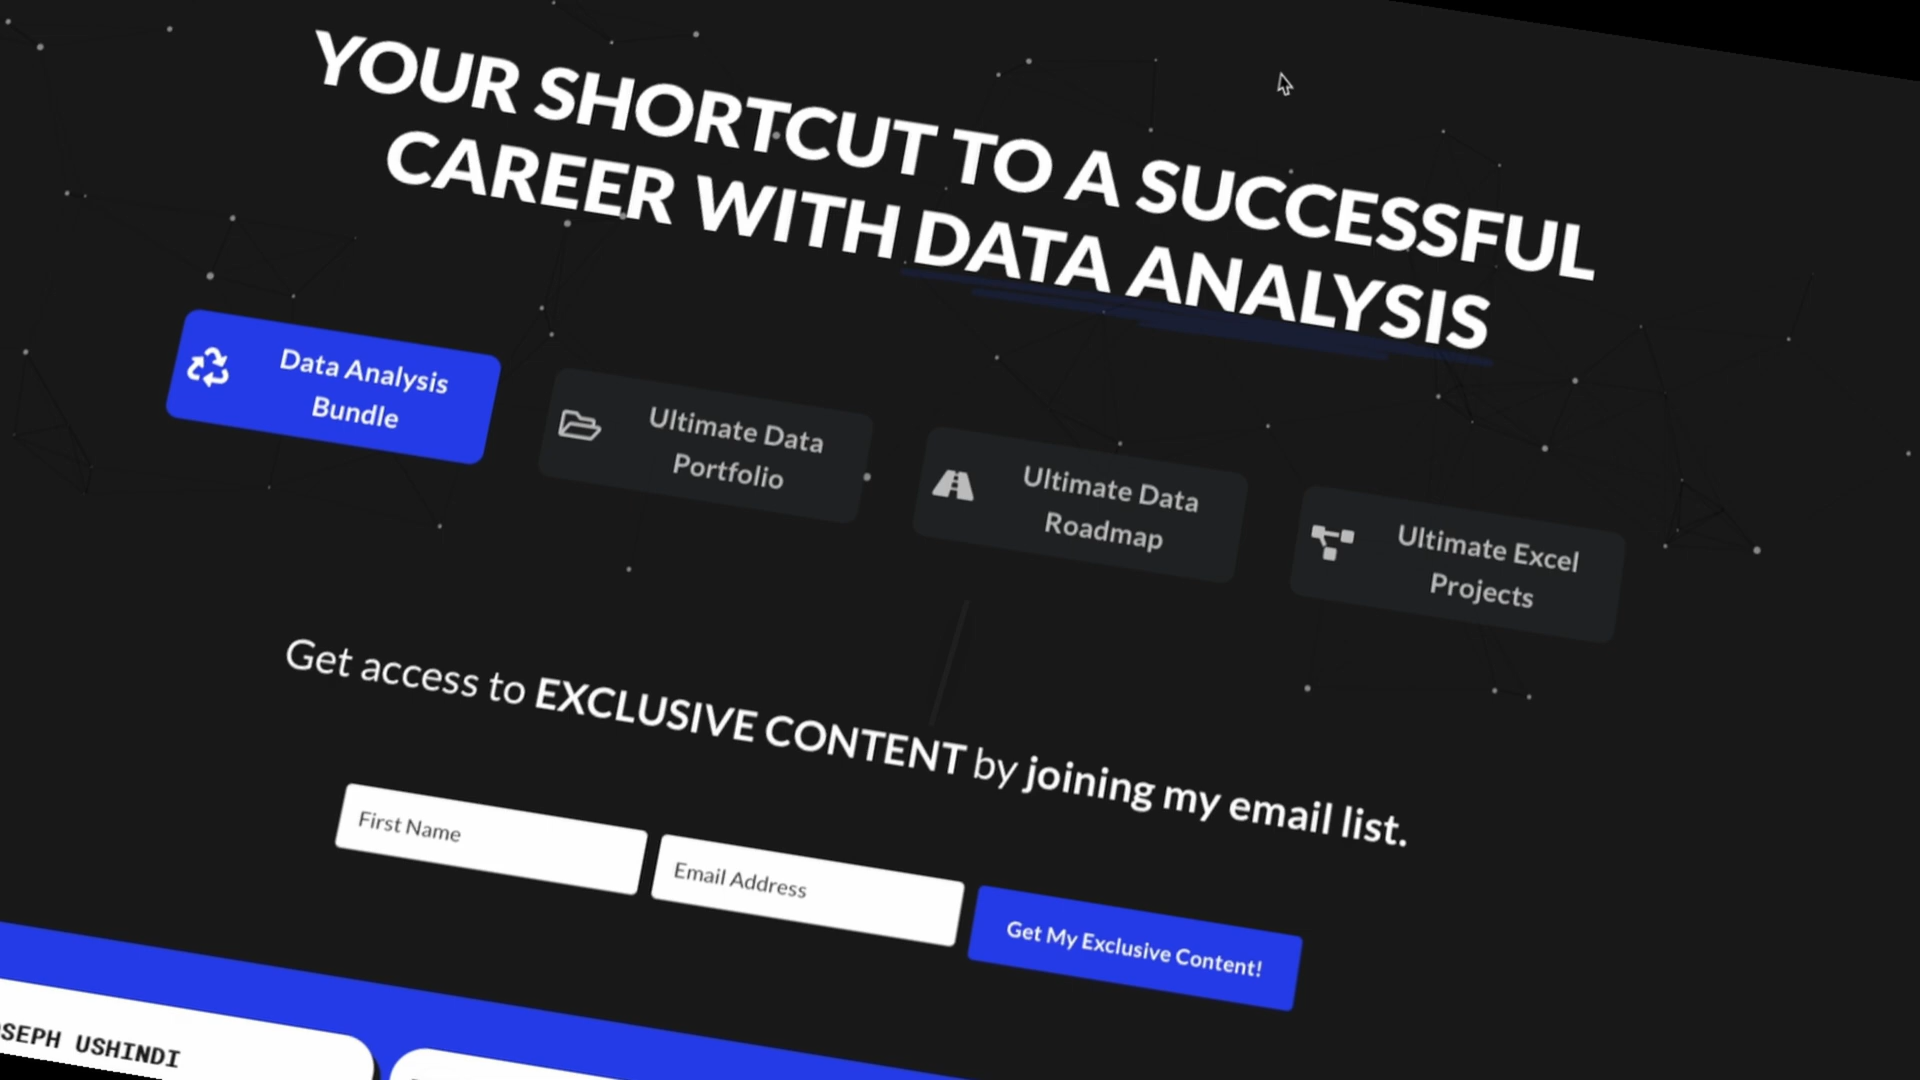 YOUR SHORTCUT TO A SUCCESSFUL
CAREER WITH DATA ANALYSIS
Data Analysis
Bundle
Ultimate Data
Portfolio
Ultimate Data
Roadmap
Ultimate Excel
Projects
Get access to EXCLUSIVE CONTENT by joining my email list.
First Name
Email Address
Get My Exclusive Content!
SEPH USHINDI